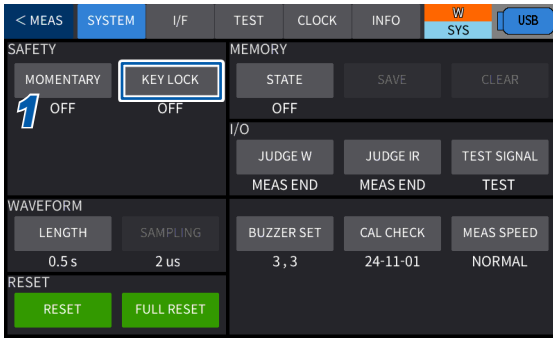 < MEAS SYSTEM I/F TEST CLOCK INFO W SYS USB
SAFETY
MOMENTARY KEY LOCK
1 OFF OFF
MEMORY
STATE SAVE CLEAR
OFF
I/O
JUDGE W JUDGE IR TEST SIGNAL
MEAS END MEAS END TEST
WAVEFORM
LENGTH SAMPLING
0.5 s 2 us
BUZZER SET CAL CHECK MEAS SPEED
3 , 3 24-11-01 NORMAL
RESET
RESET FULL RESET